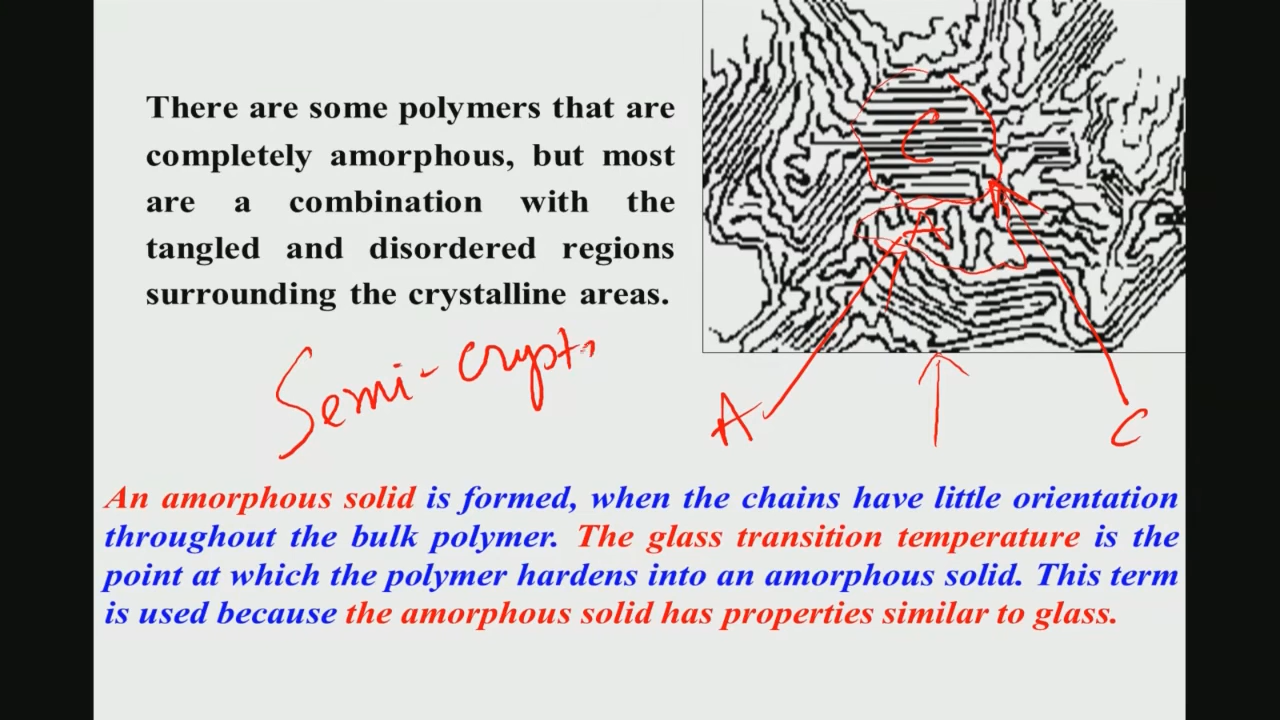 There are some polymers that are
completely amorphous, but most
are a combination with the
tangled and disordered regions
surrounding the crystalline areas.
C
A
Semi-cryst
A
C
An amorphous solid is formed, when the chains have little orientation
throughout the bulk polymer. The glass transition temperature is the
point at which the polymer hardens into an amorphous solid. This term
is used because the amorphous solid has properties similar to glass.